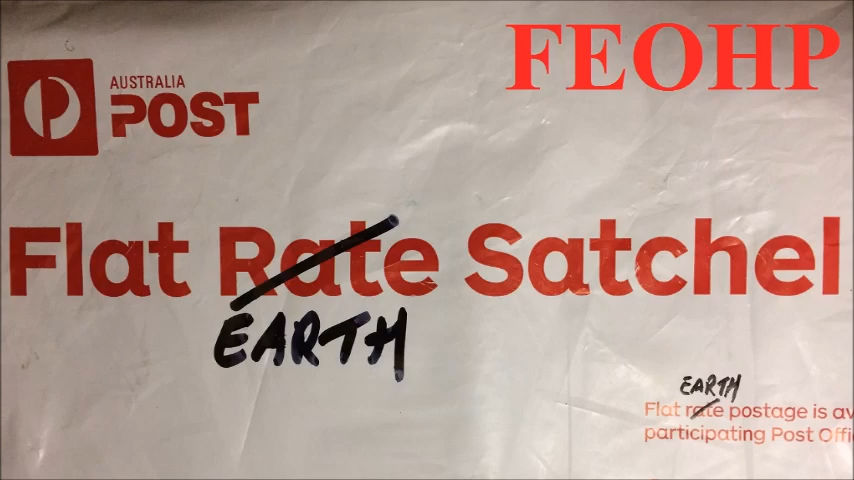 FEOHP
AUSTRALIA
POST
Flat Rate Satchel
EARTH
EARTH
Flat rate postage is av
participating Post Offi